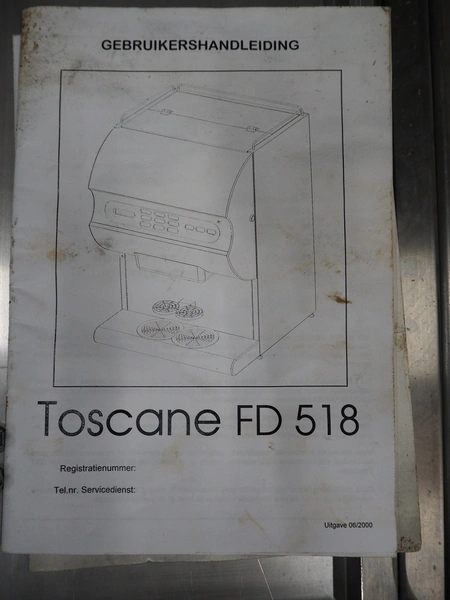 GEBRUIKERSHANDLEIDING
Toscane FD 518
Registratienummer:
Tel.nr. Servicedienst:
Uitgave 06/2000